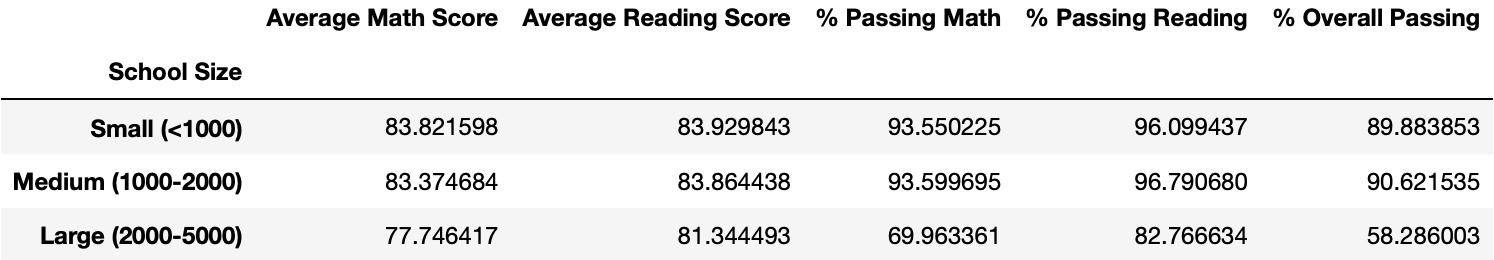 Average Math Score Average Reading Score % Passing Math % Passing Reading % Overall Passing
School Size
Small (<1000) 83.821598 83.929843 93.550225 96.099437 89.883853
Medium (1000-2000) 83.374684 83.864438 93.599695 96.790680 90.621535
Large (2000-5000) 77.746417 81.344493 69.963361 82.766634 58.286003